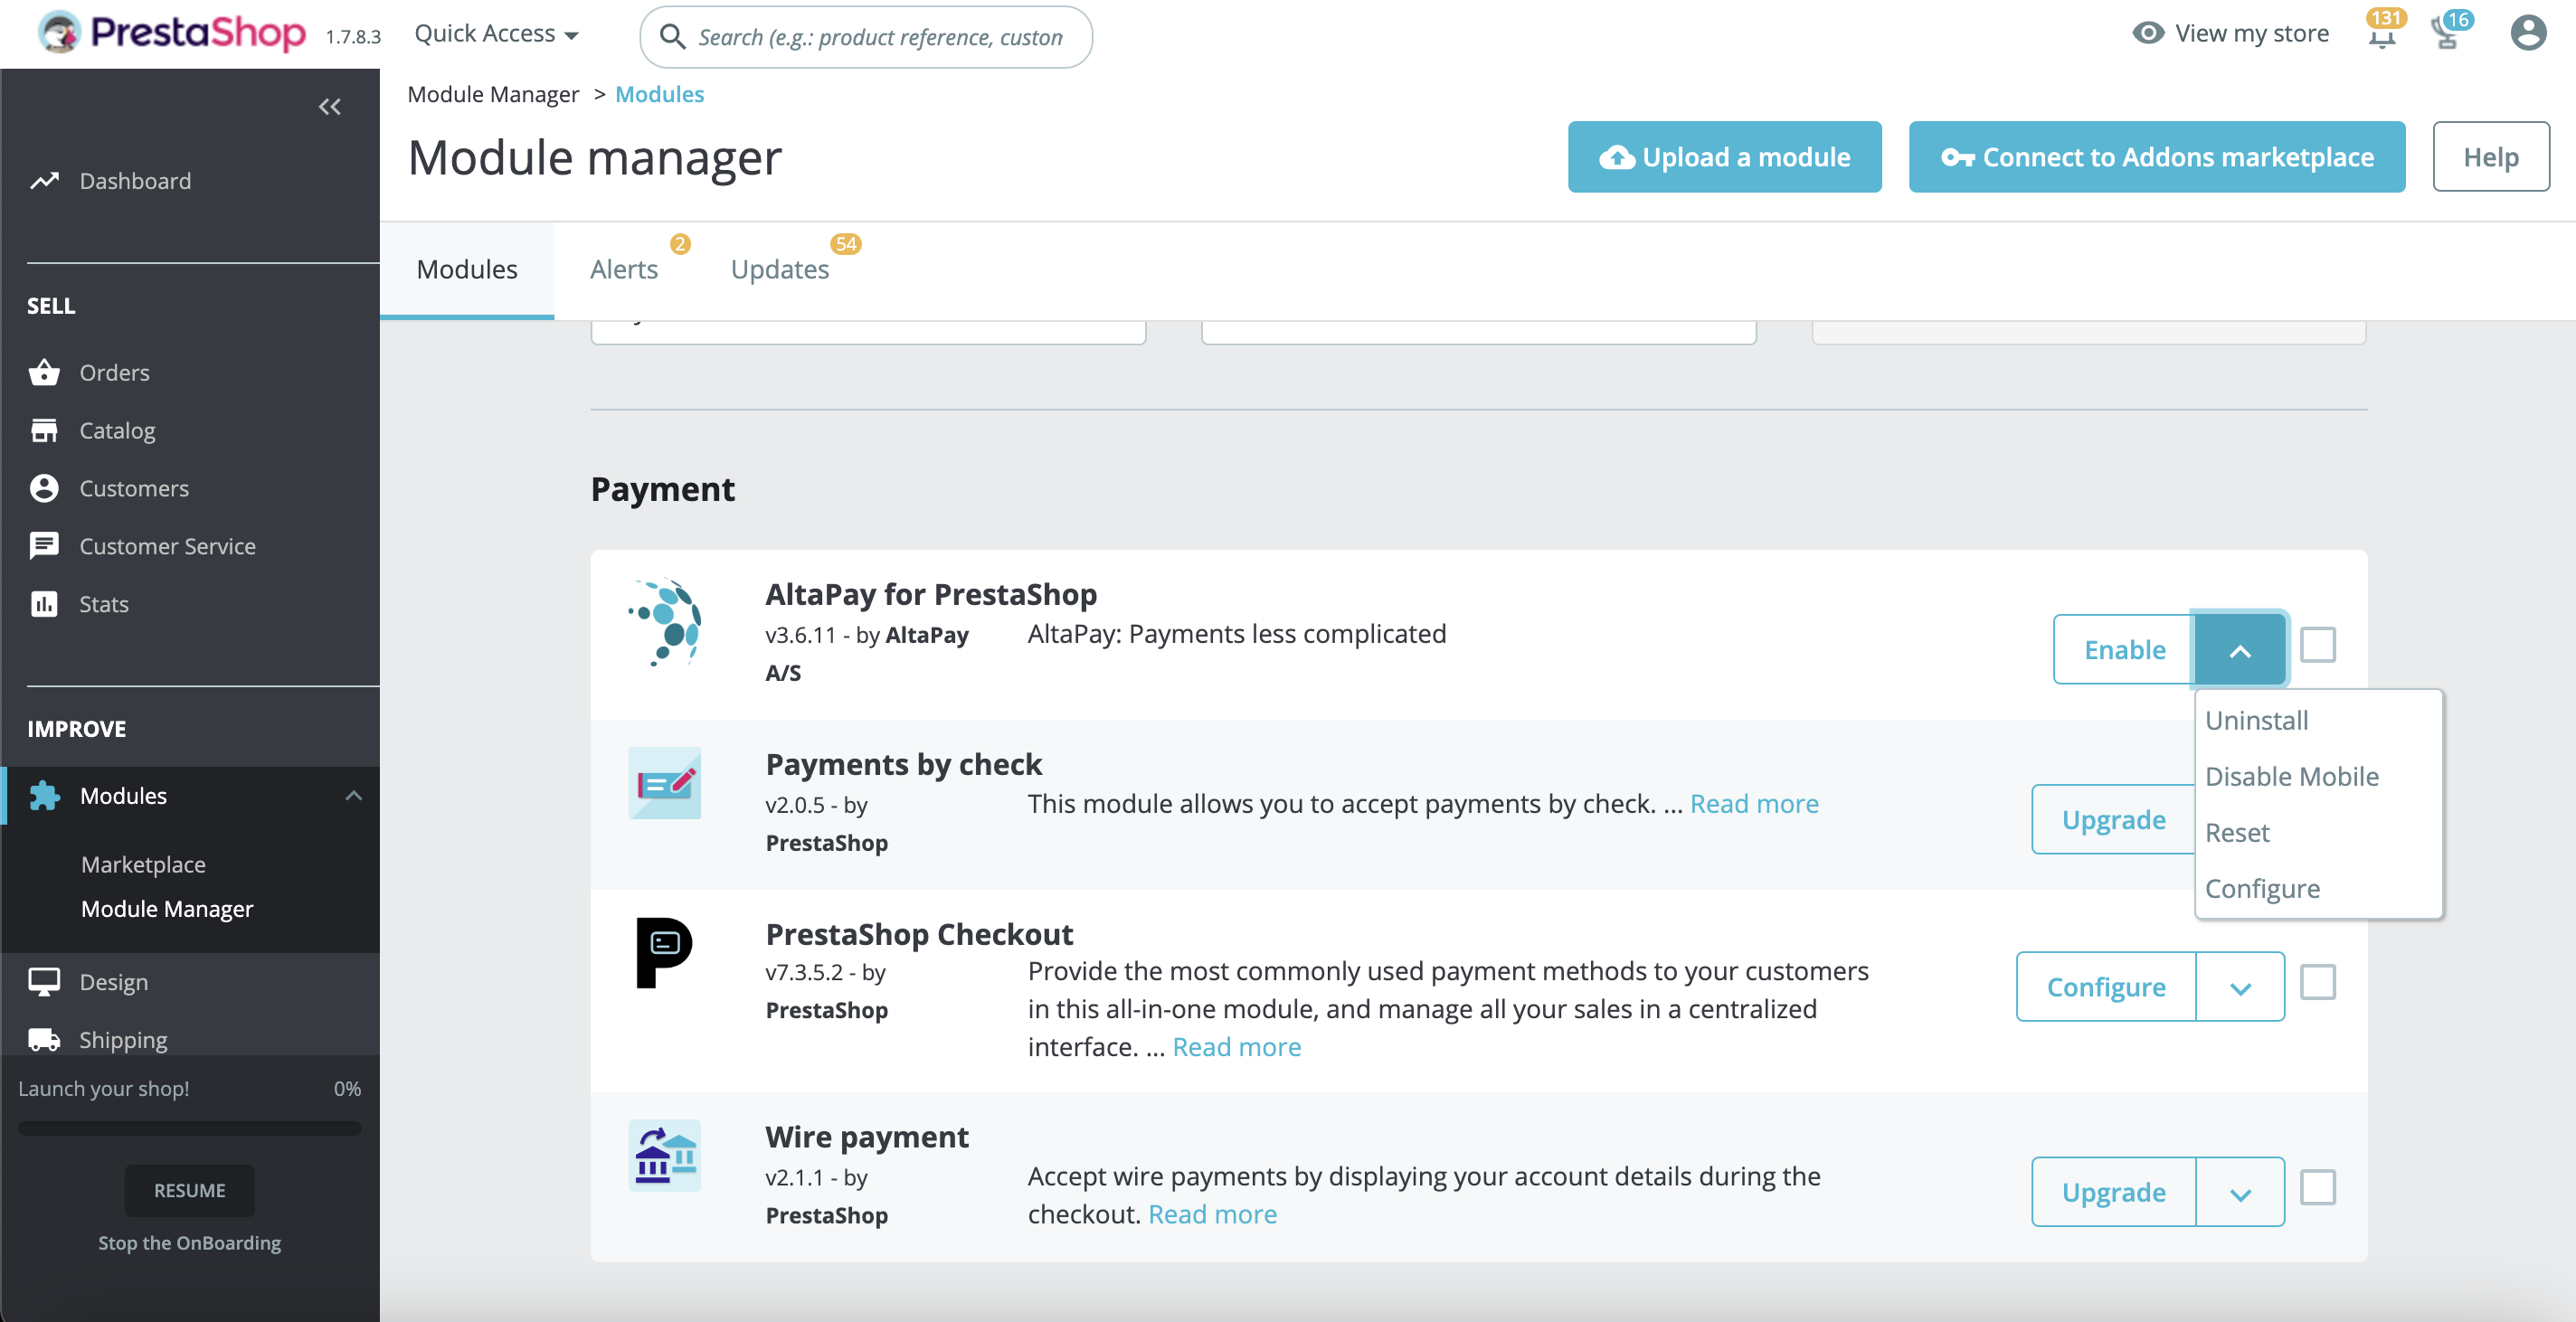 PrestaShop 1.7.8.3
Quick Access
Search (e.g.: product reference, custon
View my store
131
16
Dashboard
SELL
Orders
Catalog
Customers
Customer Service
Stats
IMPROVE
Modules
Marketplace
Module Manager
Design
Shipping
Launch your shop! 0%
RESUME
Stop the OnBoarding
Module Manager > Modules
Module manager
Upload a module
Connect to Addons marketplace
Help
Modules
Alerts 2
Updates 54
Payment
AltaPay for PrestaShop
v3.6.11 - by AltaPay
A/S
AltaPay: Payments less complicated
Enable
Uninstall
Disable Mobile
Reset
Configure
Payments by check
v2.0.5 - by
PrestaShop
This module allows you to accept payments by check. ... Read more
Upgrade
PrestaShop Checkout
v7.3.5.2 - by
PrestaShop
Provide the most commonly used payment methods to your customers
in this all-in-one module, and manage all your sales in a centralized
interface. ... Read more
Configure
Wire payment
v2.1.1 - by
PrestaShop
Accept wire payments by displaying your account details during the
checkout. Read more
Upgrade